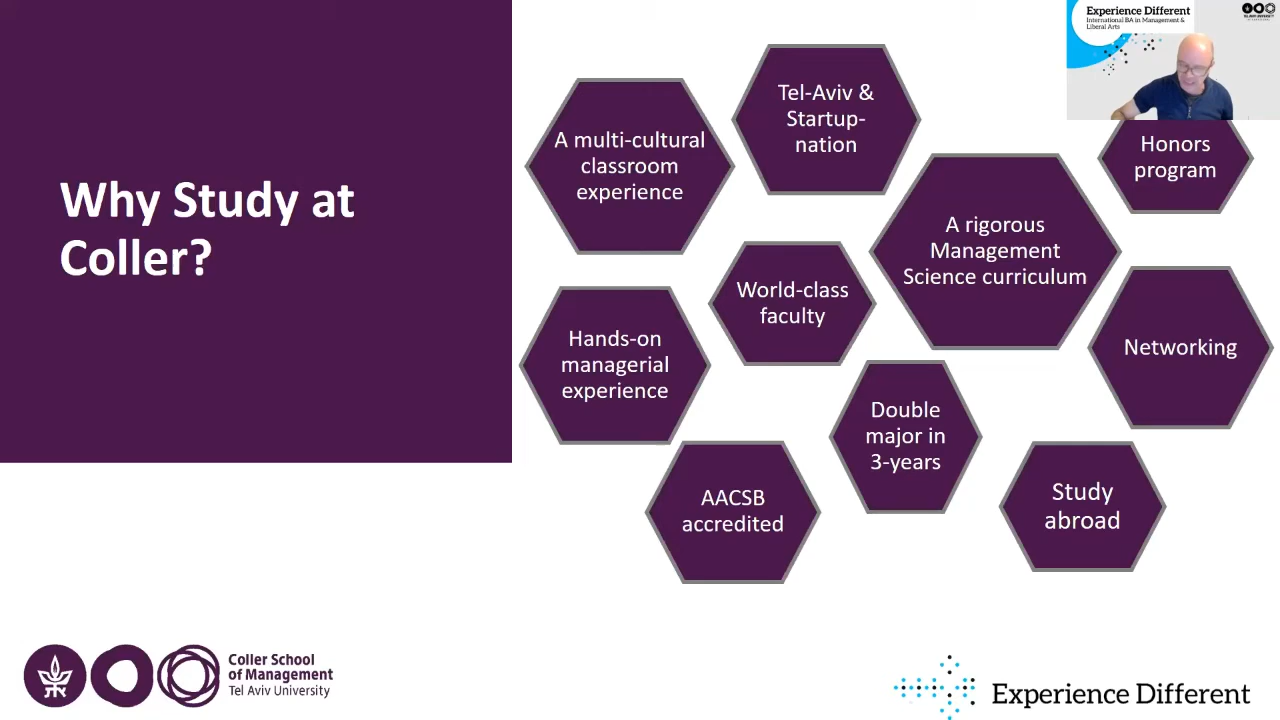 Why Study at
Coller?
A multi-cultural
classroom
experience
Tel-Aviv &
Startup-
nation
Honors
program
A rigorous
Management
Science curriculum
World-class
faculty
Hands-on
managerial
experience
Networking
Double
major in
3-years
AACSB
accredited
Study
abroad
Experience Different
International BA in Management &
Liberal Arts
Coller School
of Management
Tel Aviv University
Experience Different